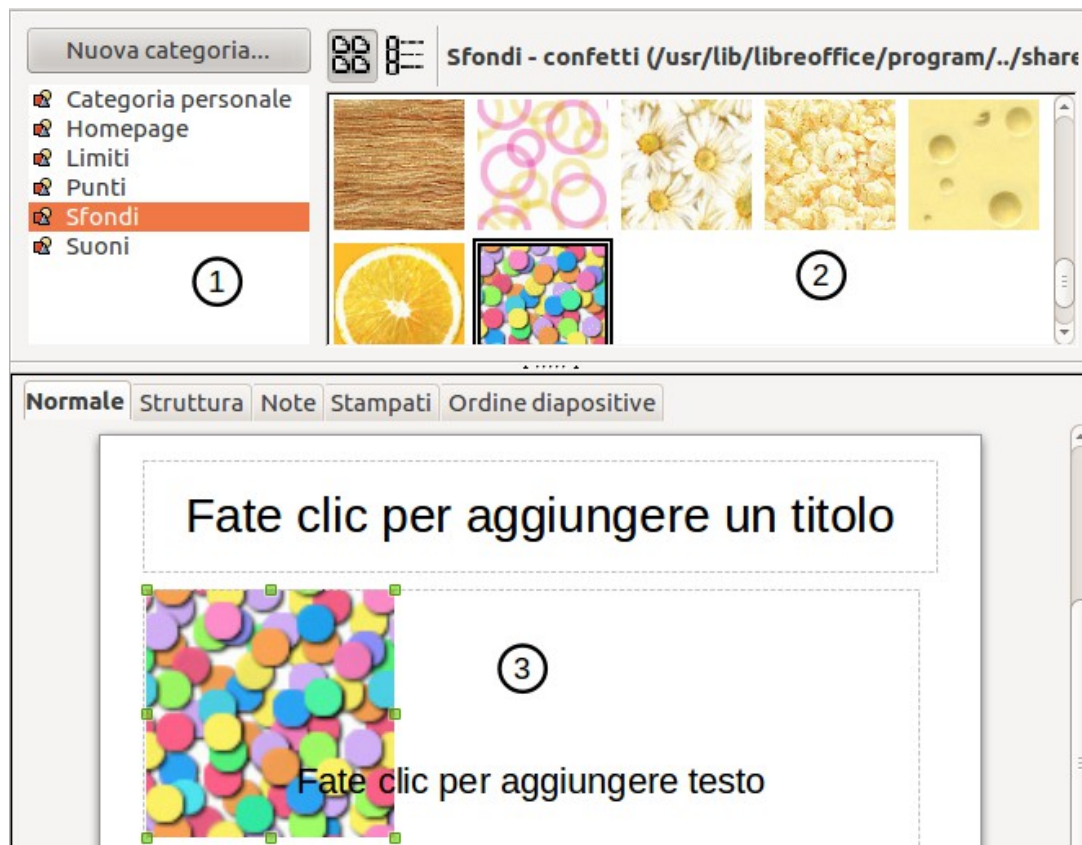 Nuova categoria...
Sfondi - confetti (/usr/lib/libreoffice/program/../share
Categoria personale
Homepage
Limiti
Punti
Sfondi
Suoni
1
2
Normale Struttura Note Stampati Ordine diapositive
Fate clic per aggiungere un titolo
3
Fate clic per aggiungere testo